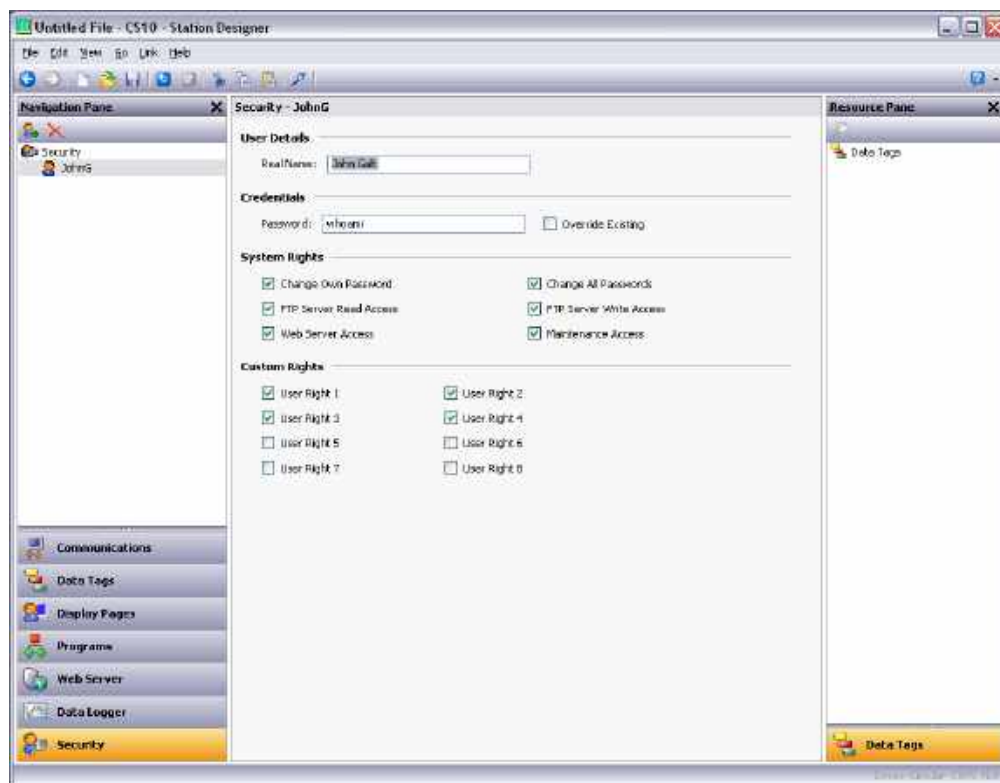 Untitled File - CS10 - Station Designer
File Edit View Go Link Help
Navigation Pane
Security - JohnG
Resource Pane
Security
JohnG
Data Tags
User Details
Real Name: John Galt
Credentials
Password: whoami Override Existing
System Rights
Change Own Password Change All Passwords
FTP Server Read Access FTP Server Write Access
Web Server Access Maintenance Access
Custom Rights
User Right 1 User Right 2
User Right 3 User Right 4
User Right 5 User Right 6
User Right 7 User Right 8
Communications
Data Tags
Display Pages
Programs
Web Server
Data Logger
Security
Data Tags